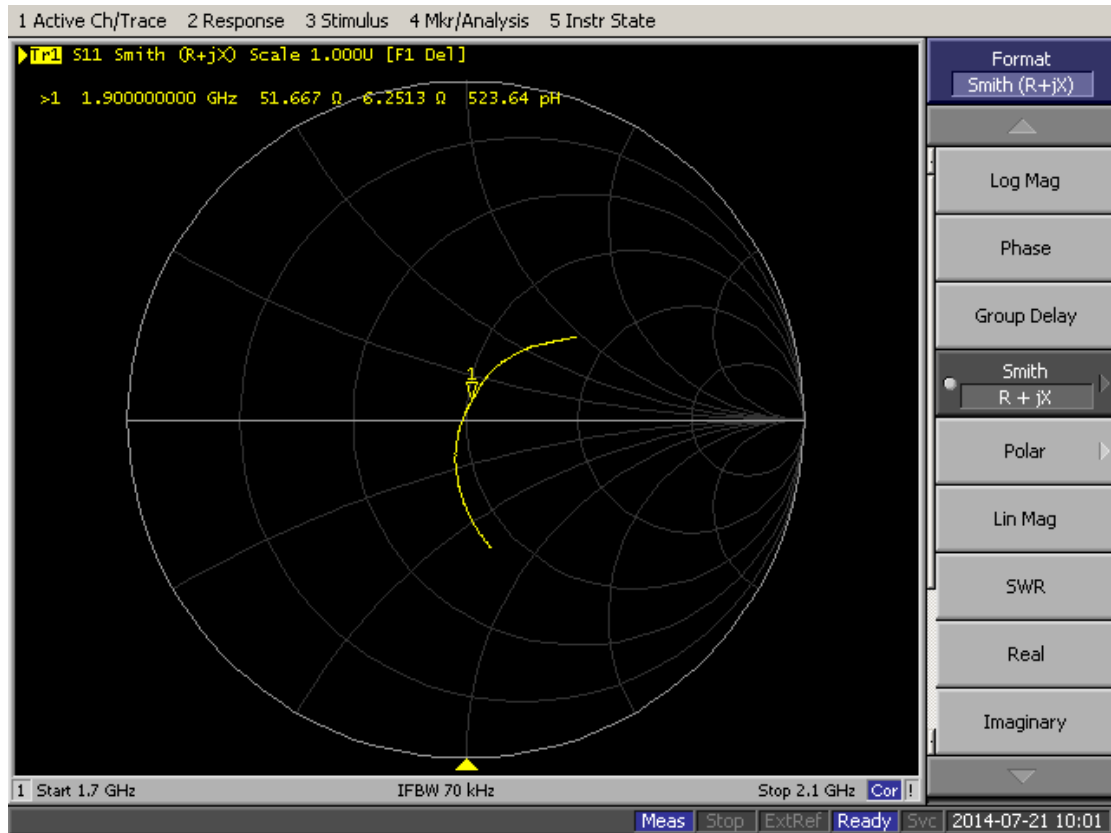 1 Active Ch/Trace 2 Response 3 Stimulus 4 Mkr/Analysis 5 Instr State
Tr1 S11 Smith (R+jX) Scale 1.000U [F1 Del]
>1 1.900000000 GHz 51.667 Ω 6.2513 Ω 523.64 pH
1
Format
Smith (R+jX)
Log Mag
Phase
Group Delay
Smith
R + jX
Polar
Lin Mag
SWR
Real
Imaginary
1 Start 1.7 GHz IFBW 70 kHz Stop 2.1 GHz Cor !
Meas Stop ExtRef Ready Svc 2014-07-21 10:01